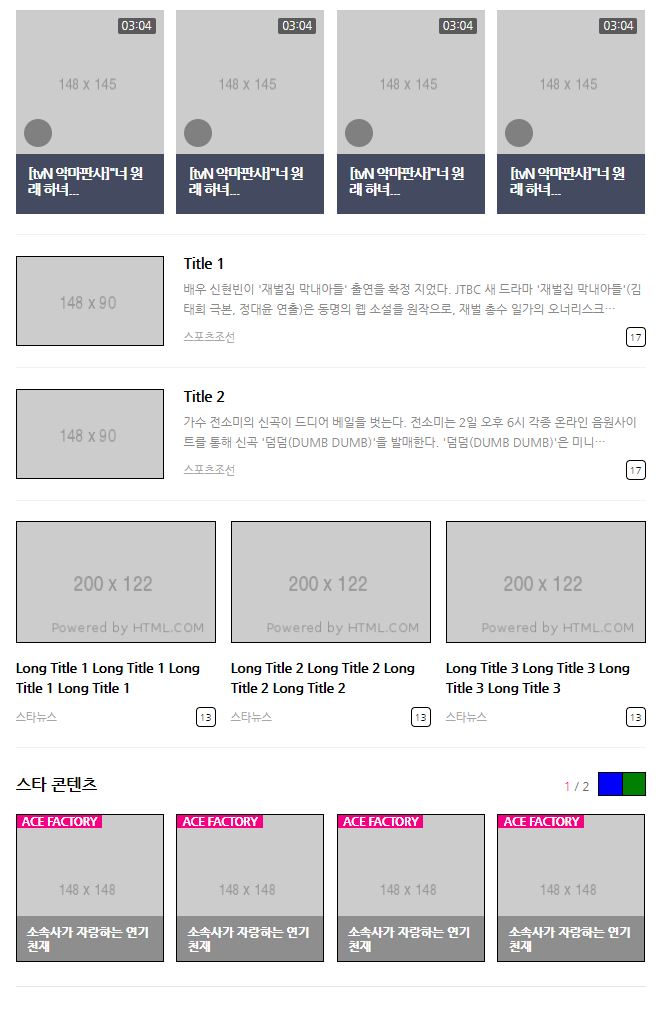 03:04 03:04 03:04 03:04
148 x 145 148 x 145 148 x 145 148 x 145
[tvN 악마판사]"너 원 [tvN 악마판사]"너 원 [tvN 악마판사]"너 원 [tvN 악마판사]"너 원
래 하녀... 래 하녀... 래 하녀... 래 하녀...
Title 1
배우 신현빈이 '재벌집 막내아들' 출연을 확정 지었다. JTBC 새 드라마 '재벌집 막내아들'(김
148 x 90
태희 극본, 정대윤 연출)은 동명의 웹 소설을 원작으로, 재벌 총수 일가의 오너리스크…
스포츠조선 17
Title 2
가수 전소미의 신곡이 드디어 베일을 벗는다. 전소미는 2일 오후 6시 각종 온라인 음원사이
148 x 90
트를 통해 신곡 '덤덤(DUMB DUMB)'을 발매한다. '덤덤(DUMB DUMB)'은 미니…
스포츠조선 17
200 x 122 200 x 122 200 x 122
Powered by HTML.COM Powered by HTML.COM Powered by HTML.COM
Long Title 1 Long Title 1 Long Long Title 2 Long Title 2 Long Long Title 3 Long Title 3 Long
Title 1 Long Title 1 Title 2 Long Title 2 Title 3 Long Title 3
스타뉴스 13 스타뉴스 13 스타뉴스 13
스타 콘텐츠 1 / 2
ACE FACTORY ACE FACTORY ACE FACTORY ACE FACTORY
148 x 148 148 x 148 148 x 148 148 x 148
소속사가 자랑하는 연기 소속사가 자랑하는 연기 소속사가 자랑하는 연기 소속사가 자랑하는 연기
천재 천재 천재 천재